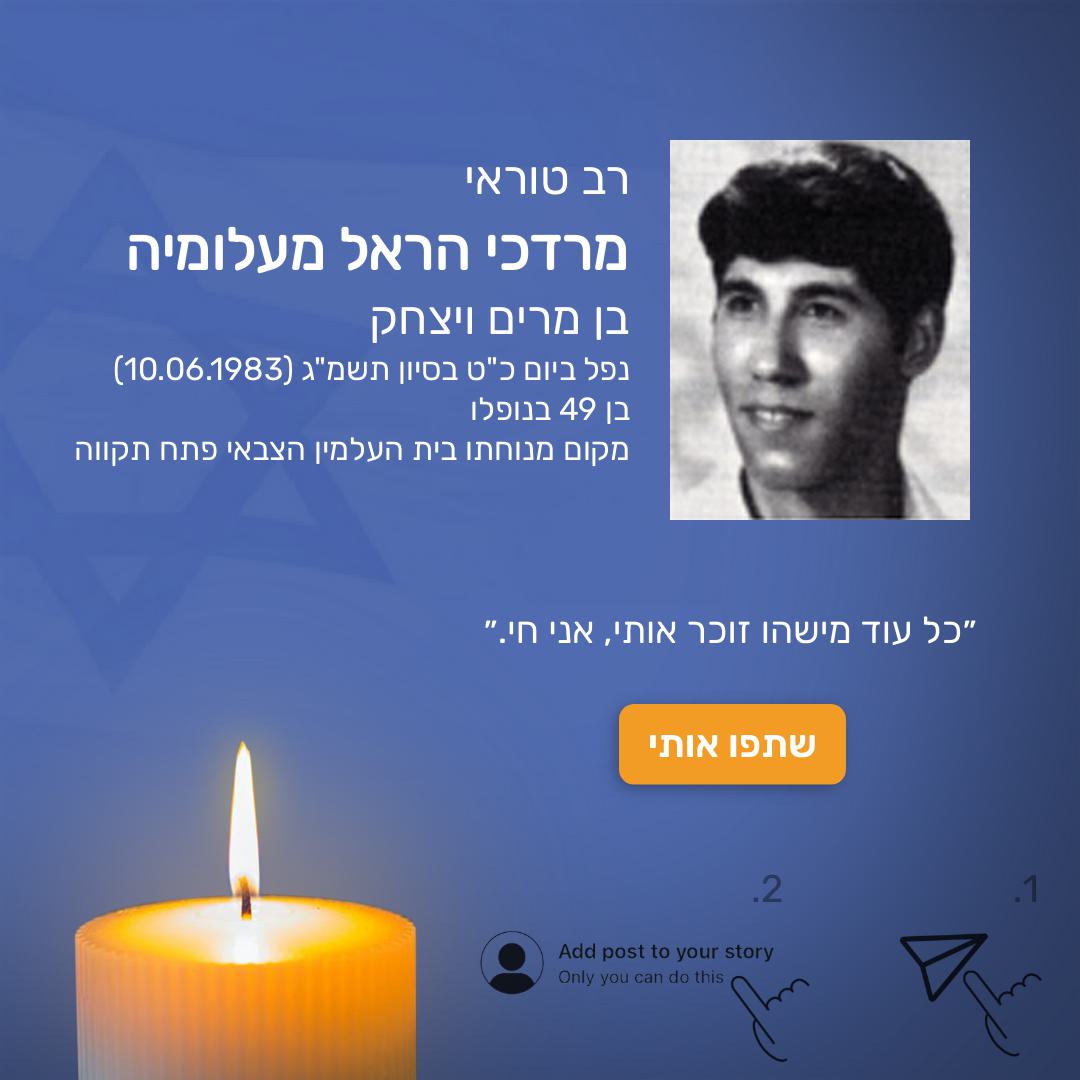 רב טוראי
מרדכי הראל מעלומיה
בן מרים ויצחק
נפל ביום כ"ט בסיון תשמ"ג (10.06.1983)
בן 49 בנופלו
מקום מנוחתו בית העלמין הצבאי פתח תקווה
״כל עוד מישהו זוכר אותי, אני חי.״
שתפו אותי
.1
.2
Add post to your story
Only you can do this